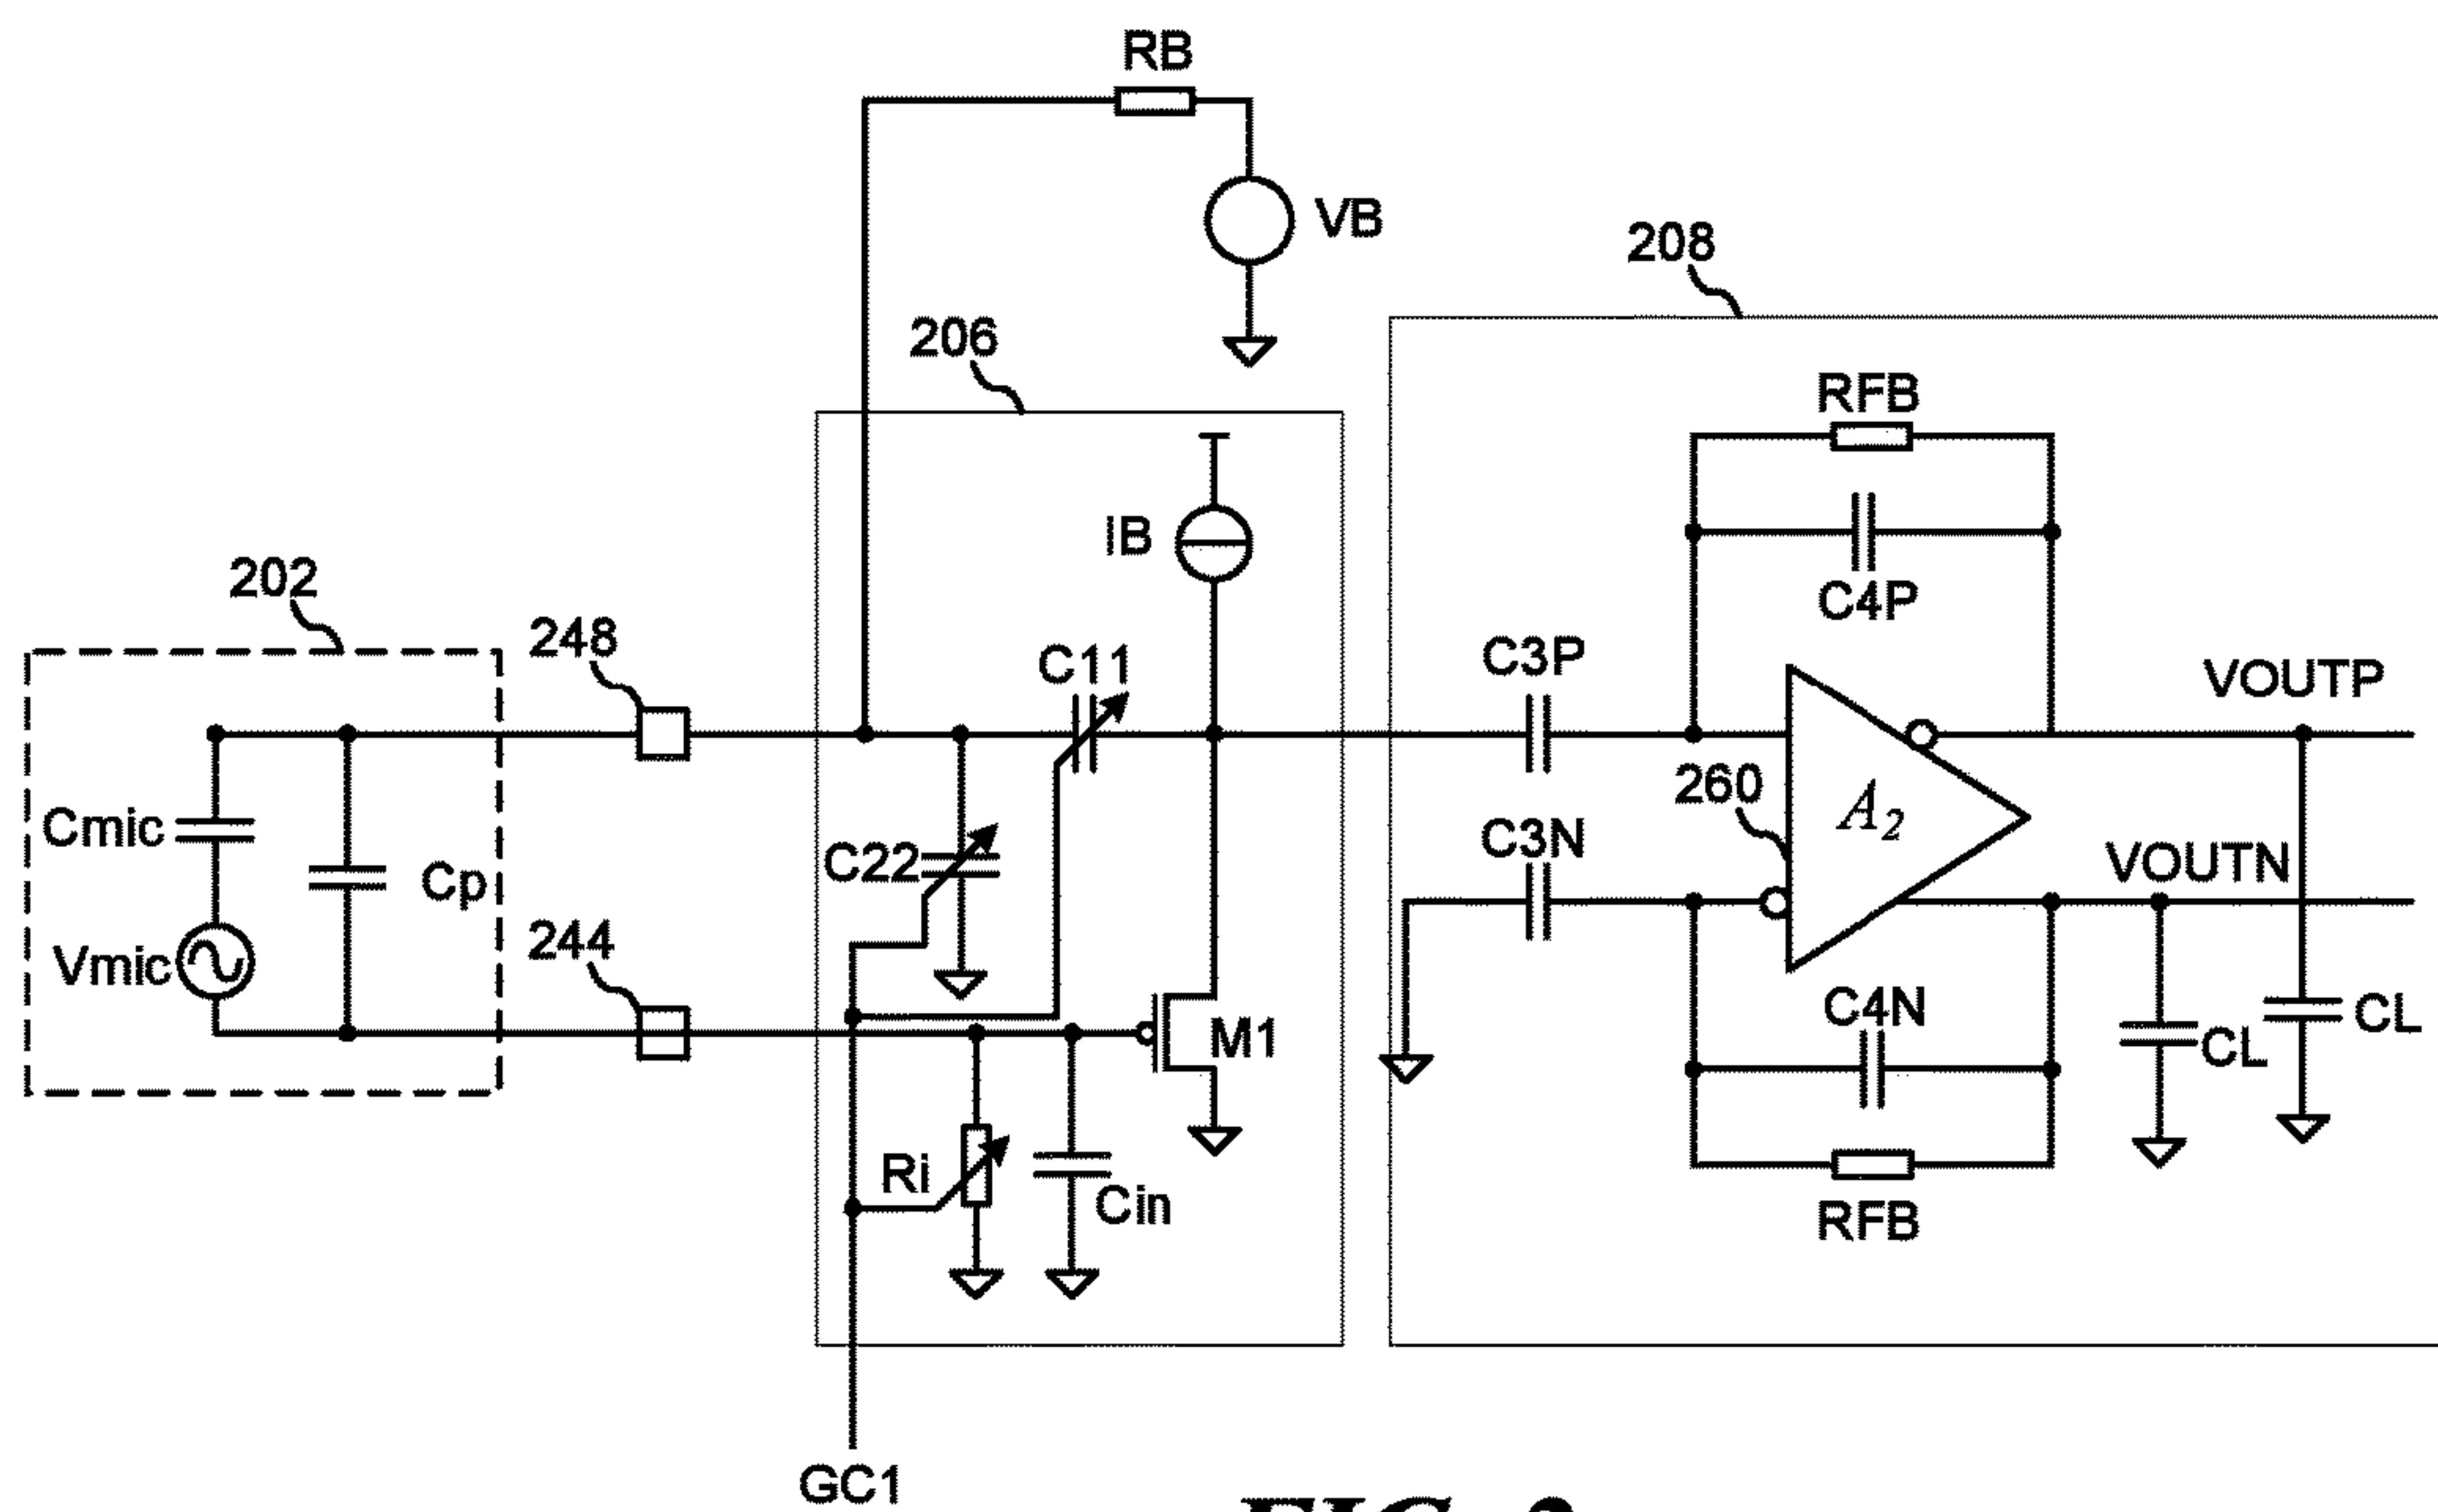 RB
VB
208
206
RFB
IB
202
C4P
248
C11
C3P
VOUTP
260
A2
Cmic
C22
C3N
VOUTN
Cp
244
Vmic
C4N
M1
CL
CL
Ri
Cin
RFB
GC1